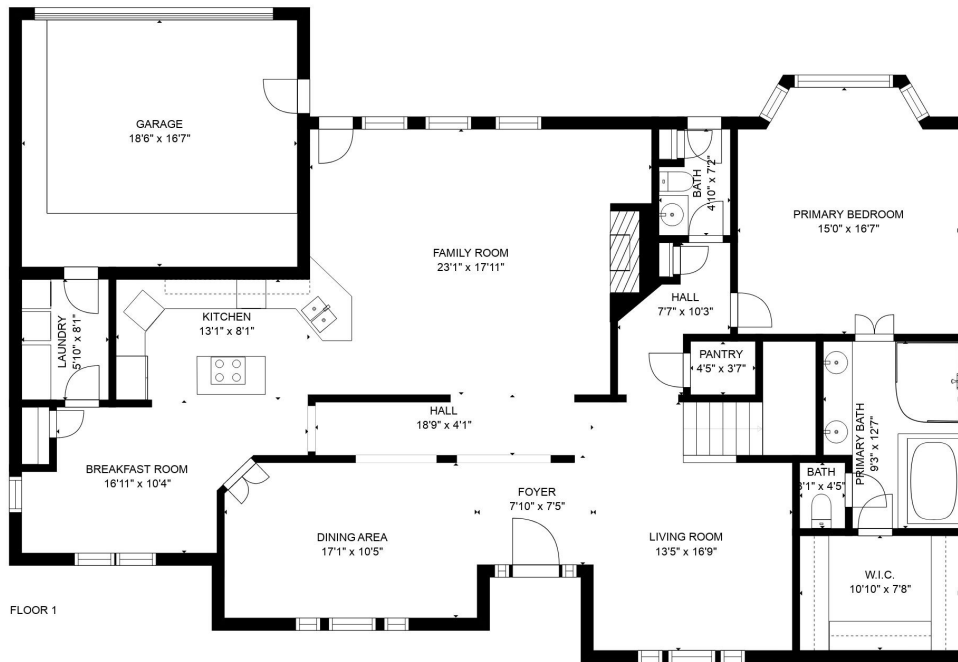 GARAGE
18'6" x 16'7"
BATH
4'10" x 7'2"
PRIMARY BEDROOM
15'0" x 16'7"
FAMILY ROOM
23'1" x 17'11"
HALL
7'7" x 10'3"
KITCHEN
13'1" x 8'1"
LAUNDRY
5'10" x 8'1"
PANTRY
4'5" x 3'7"
HALL
18'9" x 4'1"
PRIMARY BATH
9'3" x 12'7"
BREAKFAST ROOM
16'11" x 10'4"
BATH
3'1" x 4'5"
FOYER
7'10" x 7'5"
DINING AREA
17'1" x 10'5"
LIVING ROOM
13'5" x 16'9"
W.I.C.
10'10" x 7'8"
FLOOR 1